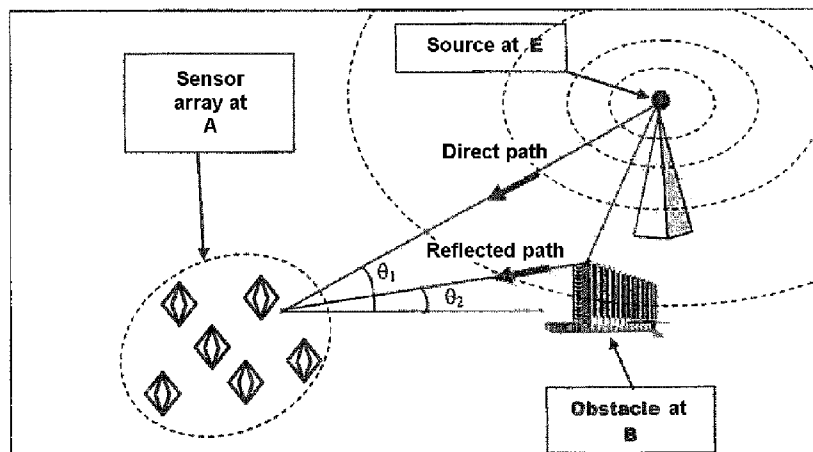 Source at E
Sensor
array at
A
Direct path
Reflected path
θ1
θ2
Obstacle at
B